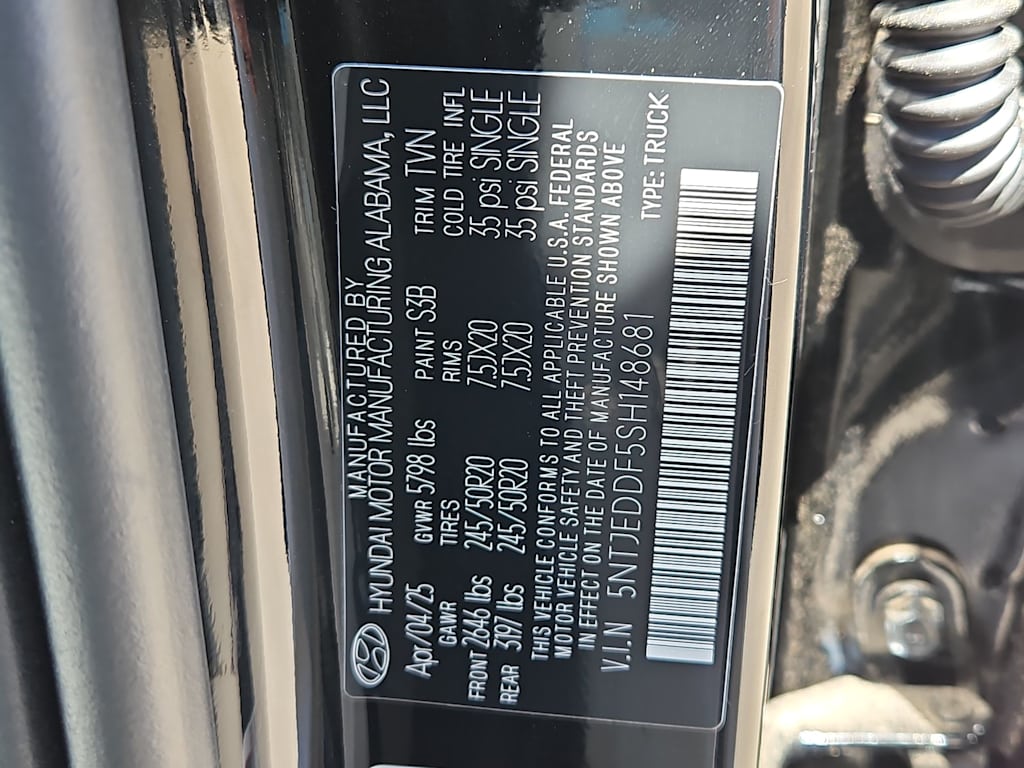 MANUFACTURED BY
HYUNDAI MOTOR MANUFACTURING ALABAMA, LLC
Apr/04/25 GVWR 5798 lbs PAINT S3B TRIM TVN
GAWR TIRES RIMS COLD TIRE INFL
FRONT 2646 lbs 245/50R20 7.5JX20 35 psi SINGLE
REAR 3197 lbs 245/50R20 7.5JX20 35 psi SINGLE
THIS VEHICLE CONFORMS TO ALL APPLICABLE U.S.A. FEDERAL
MOTOR VEHICLE SAFETY AND THEFT PREVENTION STANDARDS
IN EFFECT ON THE DATE OF MANUFACTURE SHOWN ABOVE
V.I.N 5NTJEDDF5SH148681 TYPE: TRUCK